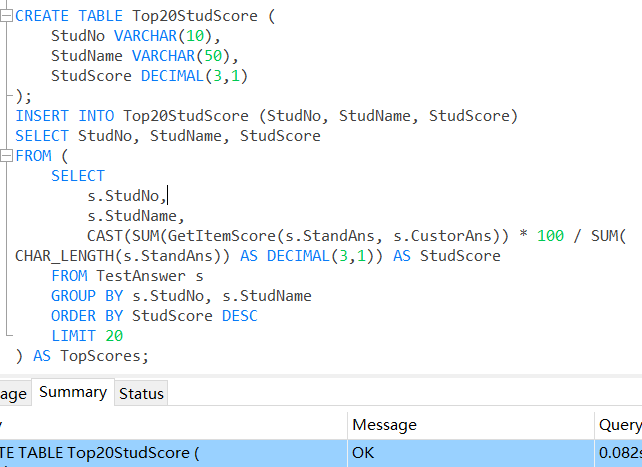 CREATE TABLE Top20StudScore (
StudNo VARCHAR(10),
StudName VARCHAR(50),
StudScore DECIMAL(3,1)
);
INSERT INTO Top20StudScore (StudNo, StudName, StudScore)
SELECT StudNo, StudName, StudScore
FROM (
SELECT
s.StudNo,
s.StudName,
CAST(SUM(GetItemScore(s.StandAns, s.CustorAns)) * 100 / SUM(
CHAR_LENGTH(s.StandAns)) AS DECIMAL(3,1)) AS StudScore
FROM TestAnswer s
GROUP BY s.StudNo, s.StudName
ORDER BY StudScore DESC
LIMIT 20
) AS TopScores;
age Summary Status
Message Query
TE TABLE Top20StudScore ( OK 0.082s